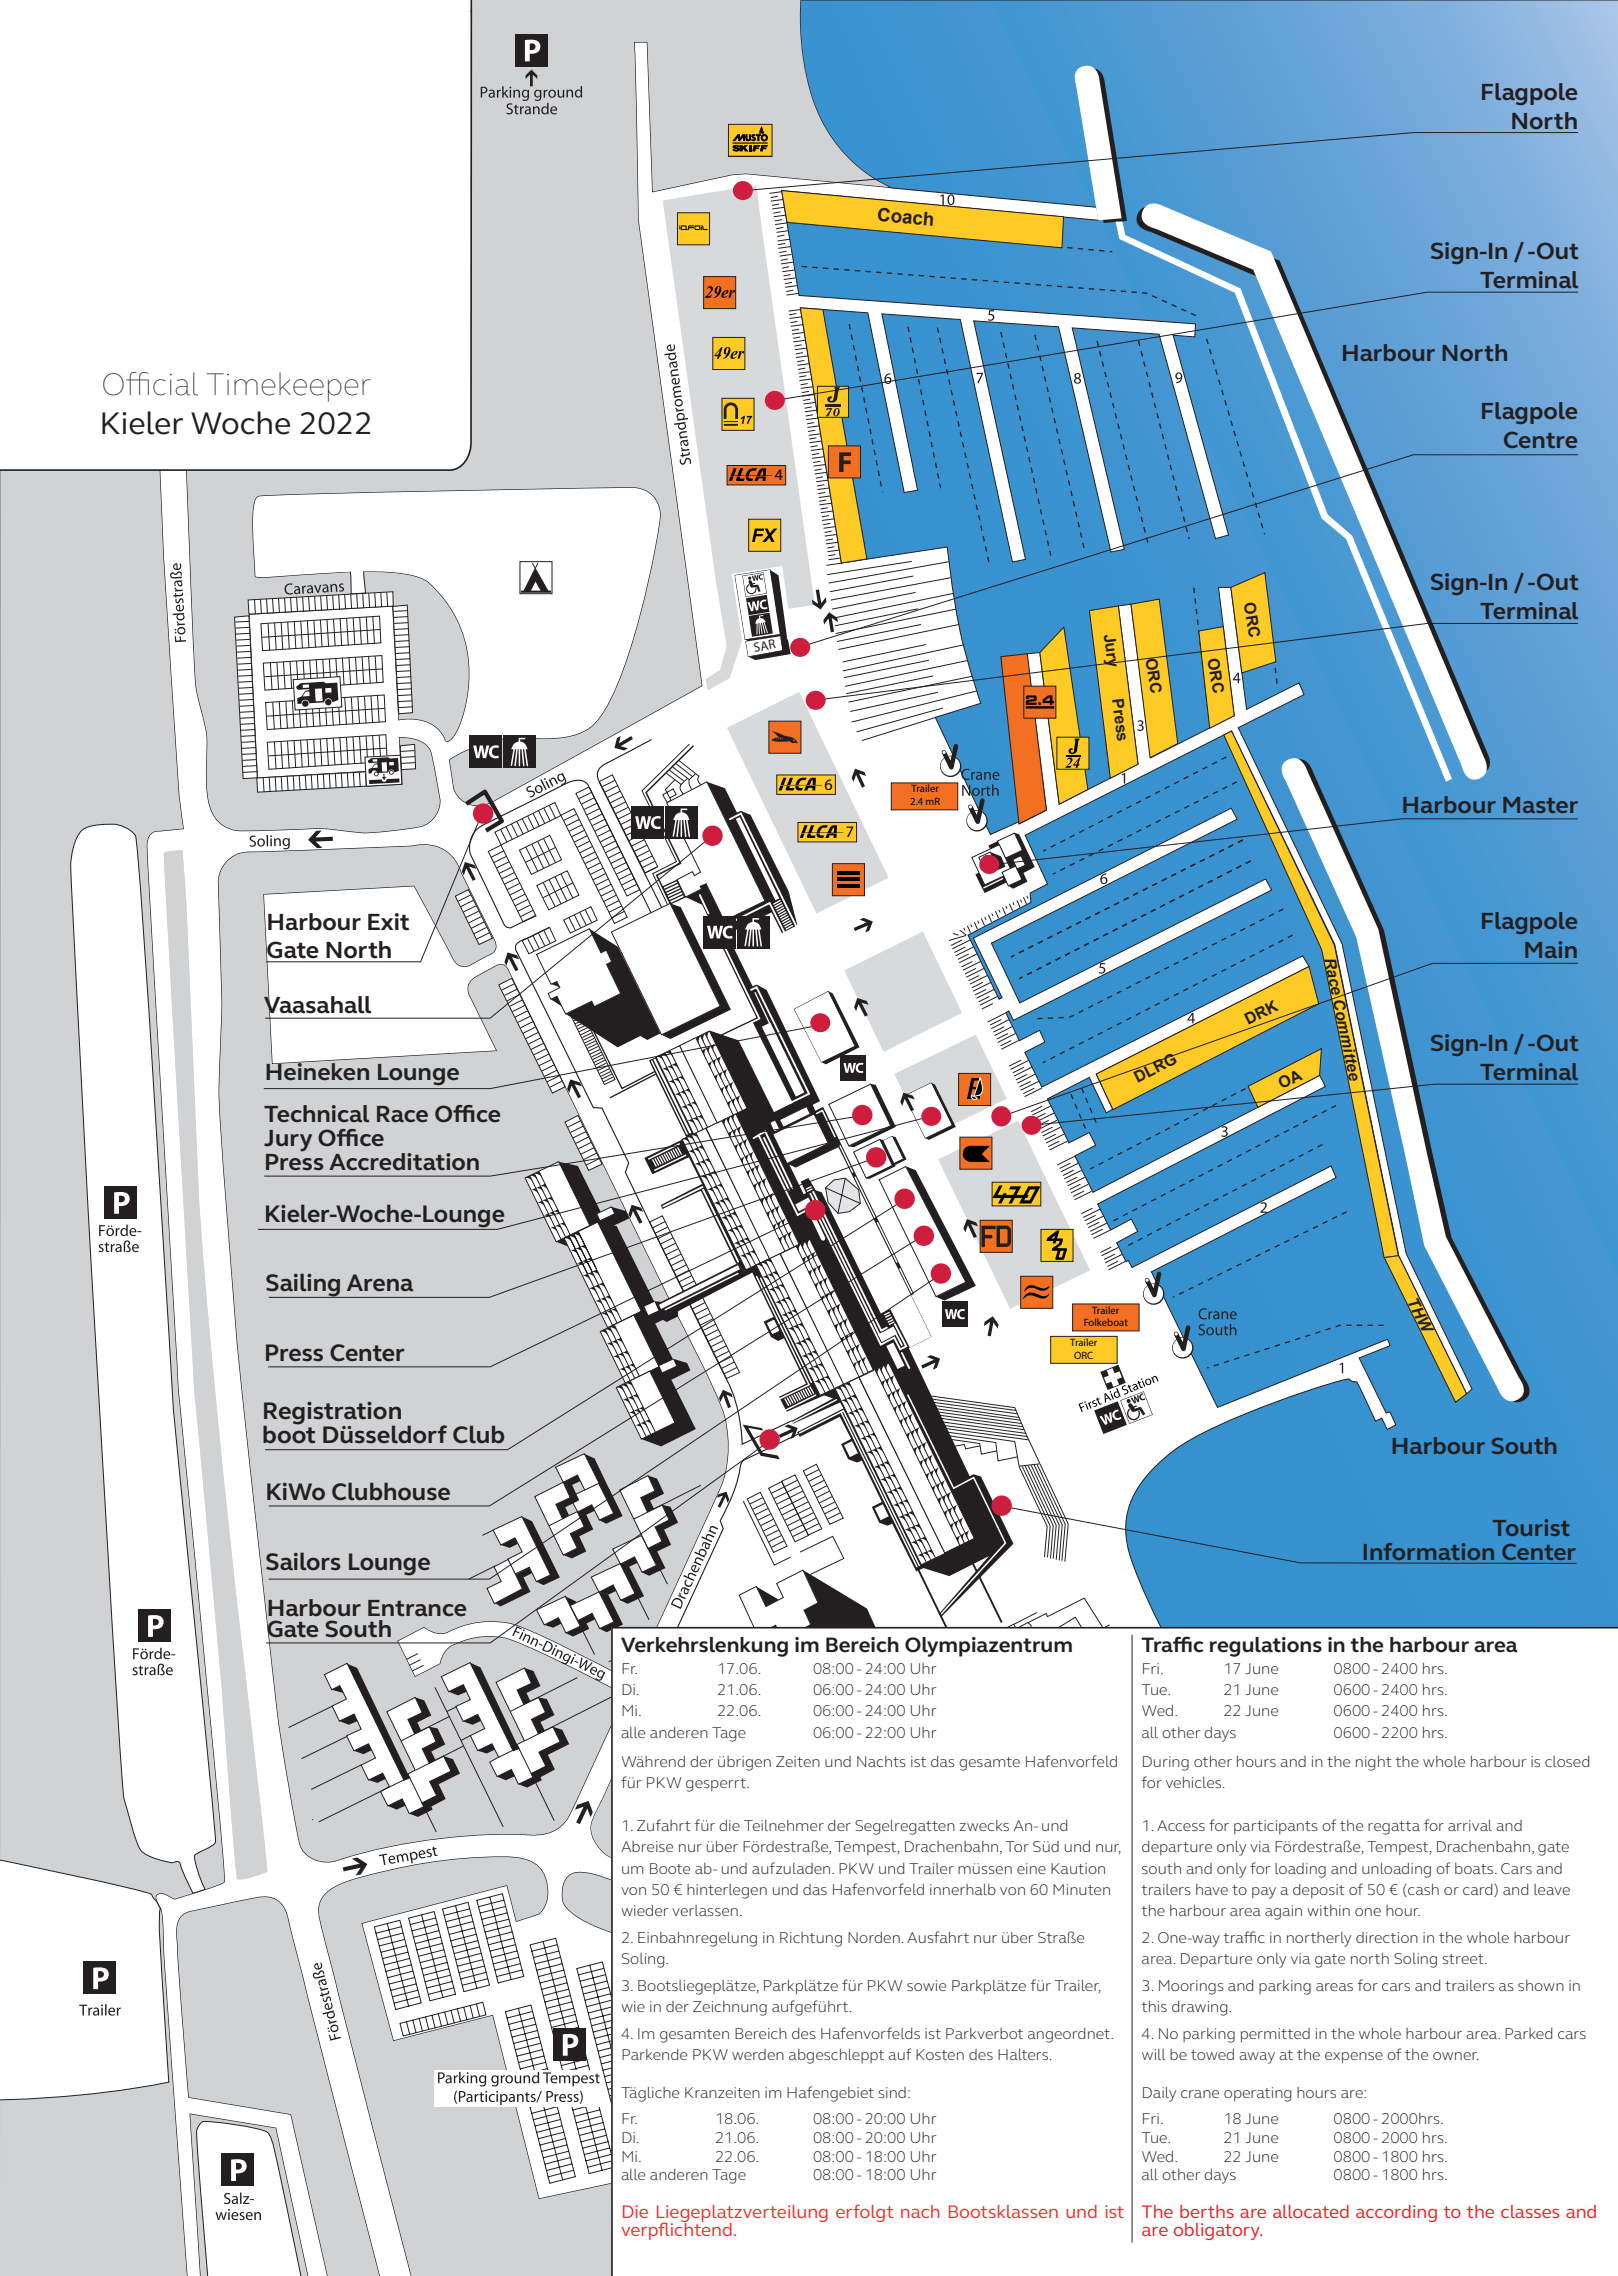 P
Parking ground
Strande
MUSTO
SKIFF
Flagpole
North
10
Coach
iQFOiL
Sign-In / -Out
Terminal
29er
5
Official Timekeeper
Kieler Woche 2022
Strandpromenade
49er
Harbour North
6
7
8
9
J
70
17
Flagpole
Centre
ILCA 4
F
FX
Fördestraße
Caravans
WC
WC
SAR
Sign-In / -Out
Terminal
Jury
Press
ORC
ORC
ORC
4
3
1
2.4
J
24
WC
Soling
ILCA 6
Crane
North
Trailer
2.4 mR
Harbour Master
WC
ILCA 7
Soling
6
Harbour Exit
Gate North
WC
Flagpole
Main
5
Race Committee
Vaasahall
4
DRK
DLRG
OA
Sign-In / -Out
Terminal
Heineken Lounge
WC
Technical Race Office
Jury Office
Press Accreditation
3
P
Förde-
straße
Kieler-Woche-Lounge
470
2
FD
420
Sailing Arena
THW
WC
Trailer
Folkeboat
Crane
South
Trailer
ORC
Press Center
1
First Aid Station
WC
WC
Registration
boot Düsseldorf Club
Harbour South
KiWo Clubhouse
Drachenbahn
Tourist
Information Center
Sailors Lounge
Harbour Entrance
Gate South
P
Förde-
straße
Finn-Dingi-Weg
Tempest
P
Trailer
Fördestraße
P
Parking ground Tempest
(Participants/ Press)
P
Salz-
wiesen
Verkehrslenkung im Bereich Olympiazentrum
Fr. 17.06. 08:00 - 24:00 Uhr
Di. 21.06. 06:00 - 24:00 Uhr
Mi. 22.06. 06:00 - 24:00 Uhr
alle anderen Tage 06:00 - 22:00 Uhr
Während der übrigen Zeiten und Nachts ist das gesamte Hafenvorfeld
für PKW gesperrt.
1. Zufahrt für die Teilnehmer der Segelregatten zwecks An- und
Abreise nur über Fördestraße, Tempest, Drachenbahn, Tor Süd und nur,
um Boote ab- und aufzuladen. PKW und Trailer müssen eine Kaution
von 50 € hinterlegen und das Hafenvorfeld innerhalb von 60 Minuten
wieder verlassen.
2. Einbahnregelung in Richtung Norden. Ausfahrt nur über Straße
Soling.
3. Bootsliegeplätze, Parkplätze für PKW sowie Parkplätze für Trailer,
wie in der Zeichnung aufgeführt.
4. Im gesamten Bereich des Hafenvorfelds ist Parkverbot angeordnet.
Parkende PKW werden abgeschleppt auf Kosten des Halters.
Tägliche Kranzeiten im Hafengebiet sind:
Fr. 18.06. 08:00 - 20:00 Uhr
Di. 21.06. 08:00 - 20:00 Uhr
Mi. 22.06. 08:00 - 18:00 Uhr
alle anderen Tage 08:00 - 18:00 Uhr
Die Liegeplatzverteilung erfolgt nach Bootsklassen und ist
verpflichtend.
Traffic regulations in the harbour area
Fri. 17 June 0800 - 2400 hrs.
Tue. 21 June 0600 - 2400 hrs.
Wed. 22 June 0600 - 2400 hrs.
all other days 0600 - 2200 hrs.
During other hours and in the night the whole harbour is closed
for vehicles.
1. Access for participants of the regatta for arrival and
departure only via Fördestraße, Tempest, Drachenbahn, gate
south and only for loading and unloading of boats. Cars and
trailers have to pay a deposit of 50 € (cash or card) and leave
the harbour area again within one hour.
2. One-way traffic in northerly direction in the whole harbour
area. Departure only via gate north Soling street.
3. Moorings and parking areas for cars and trailers as shown in
this drawing.
4. No parking permitted in the whole harbour area. Parked cars
will be towed away at the expense of the owner.
Daily crane operating hours are:
Fri. 18 June 0800 - 2000hrs.
Tue. 21 June 0800 - 2000 hrs.
Wed. 22 June 0800 - 1800 hrs.
all other days 0800 - 1800 hrs.
The berths are allocated according to the classes and
are obligatory.